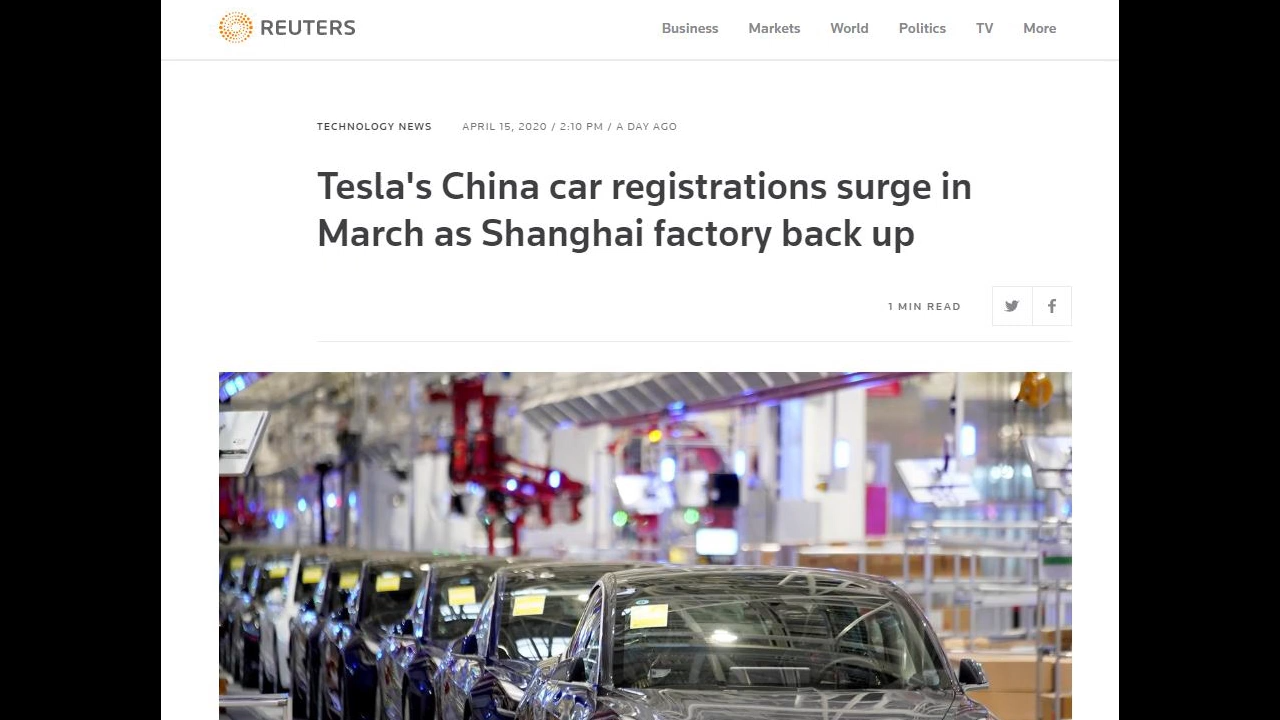 REUTERS
Business Markets World Politics TV More
TECHNOLOGY NEWS APRIL 15, 2020 / 2:10 PM / A DAY AGO
Tesla's China car registrations surge in
March as Shanghai factory back up
1 MIN READ